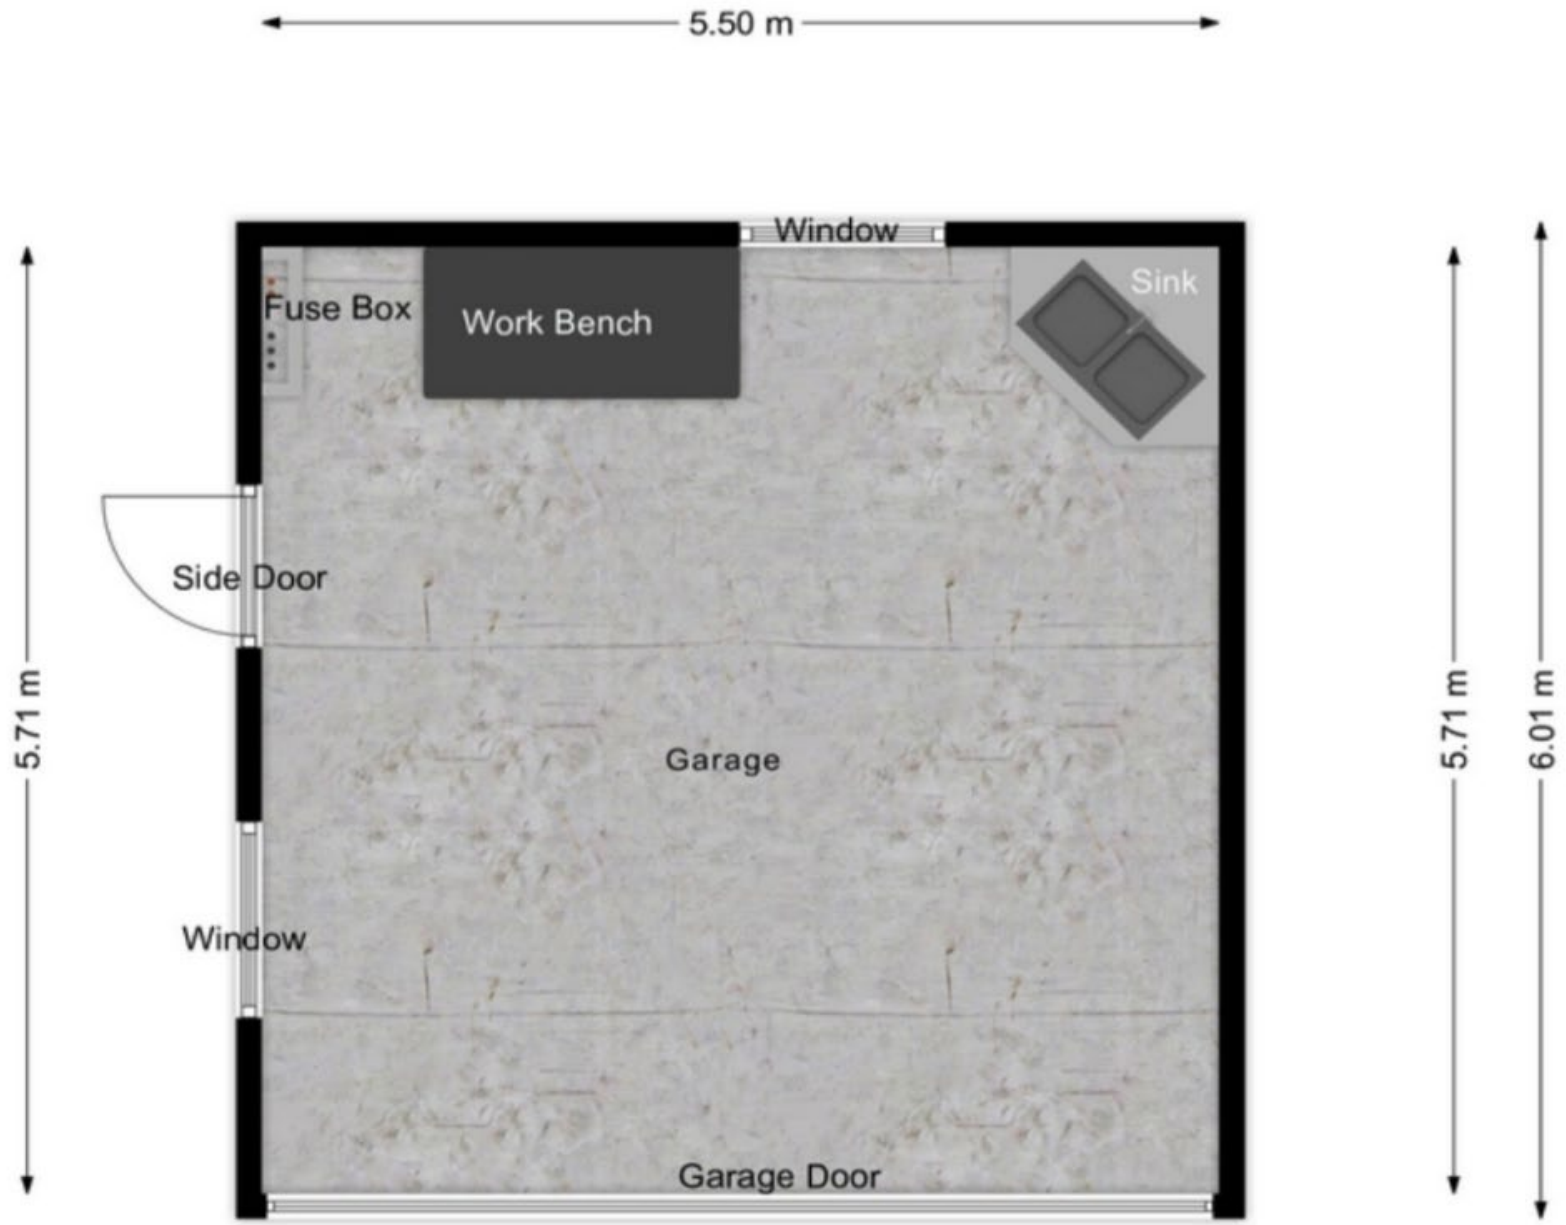 5.50 m
Window
Sink
Fuse Box
Work Bench
Side Door
5.71 m
5.71 m
6.01 m
Garage
Window
Garage Door